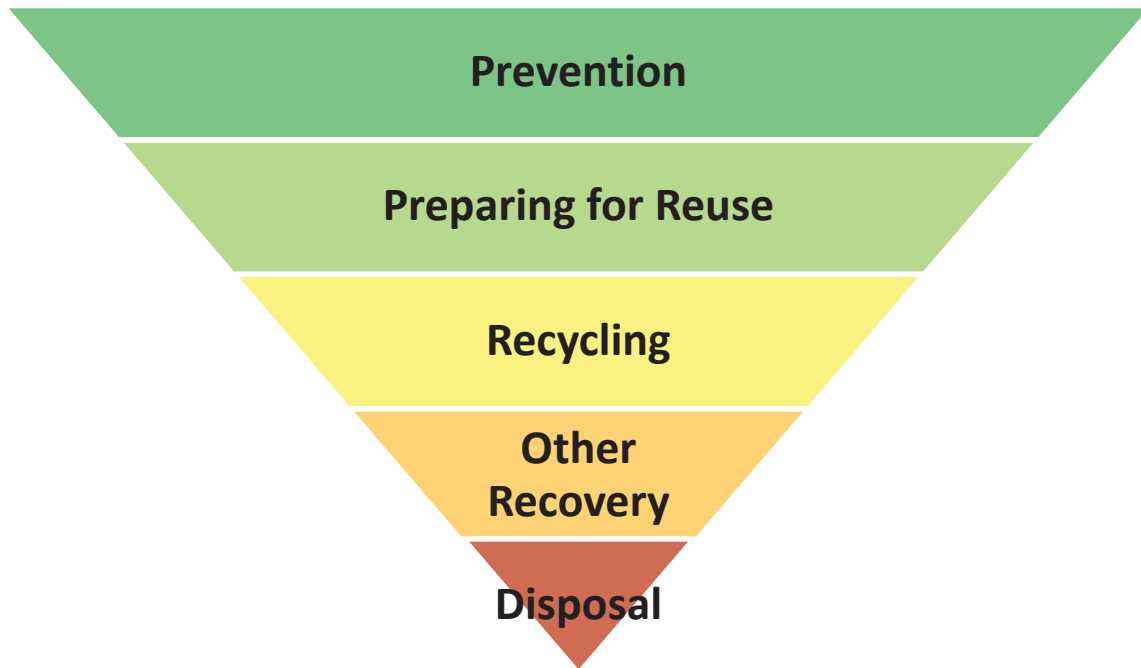 Prevention
Preparing for Reuse
Recycling
Other
Recovery
Disposal